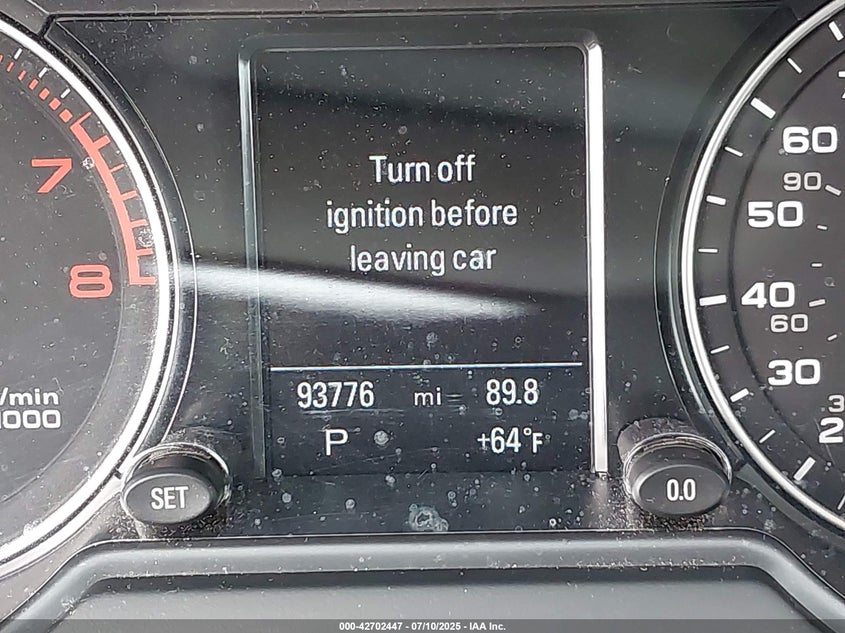 7
8
/min
1000
Turn off
ignition before
leaving car
93776 mi 89.8
P +64°F
SET
0.0
60
90
50
40
60
30
000-42702447 - 07/10/2025 - IAA Inc.